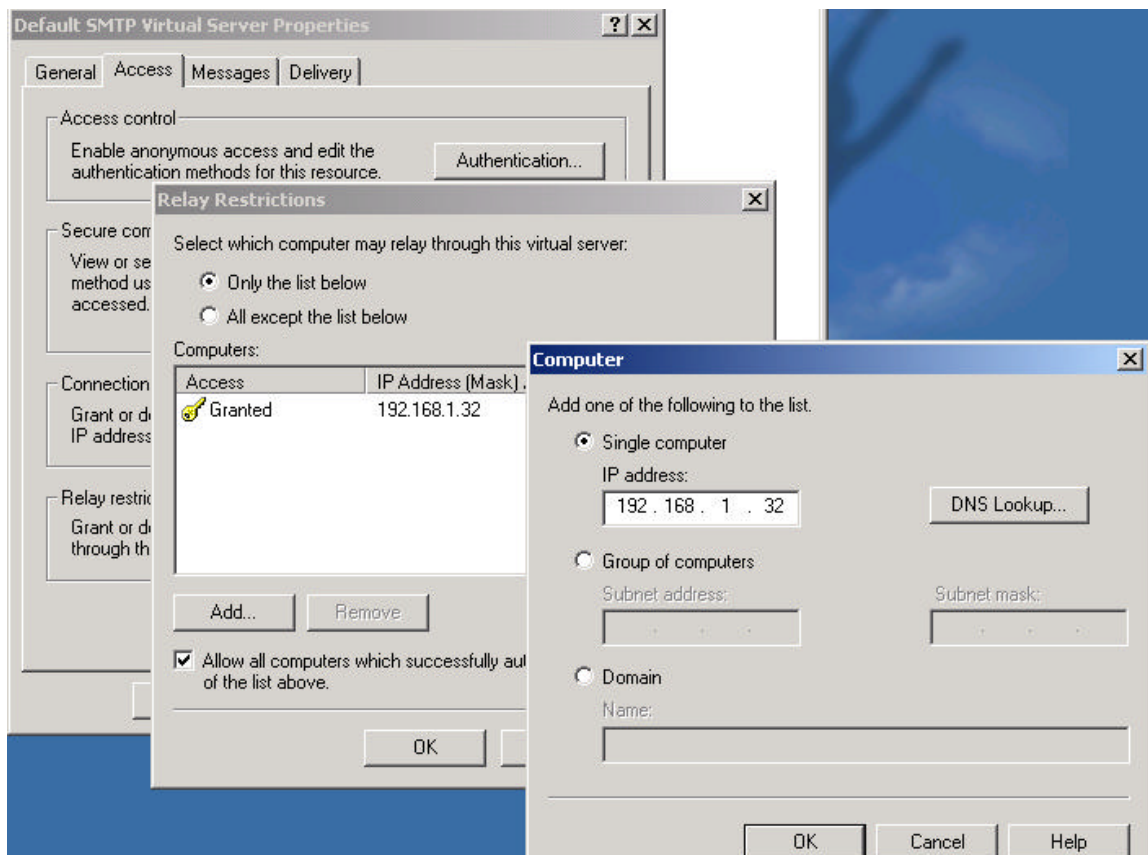 Default SMTP Virtual Server Properties
General Access Messages Delivery
Access control
Enable anonymous access and edit the
authentication methods for this resource.
Authentication...
Secure com
View or se
method us
accessed.
Connection
Grant or d
IP address
Relay restric
Grant or d
through th
Relay Restrictions
Select which computer may relay through this virtual server:
Only the list below
All except the list below
Computers:
Access IP Address (Mask) .
Granted 192.168.1.32
Add... Remove
Allow all computers which successfully aut
of the list above.
OK
Computer
Add one of the following to the list.
Single computer
IP address:
192 . 168 . 1 . 32
DNS Lookup...
Group of computers
Subnet address: Subnet mask:
. . . . . .
Domain
Name:
OK Cancel Help